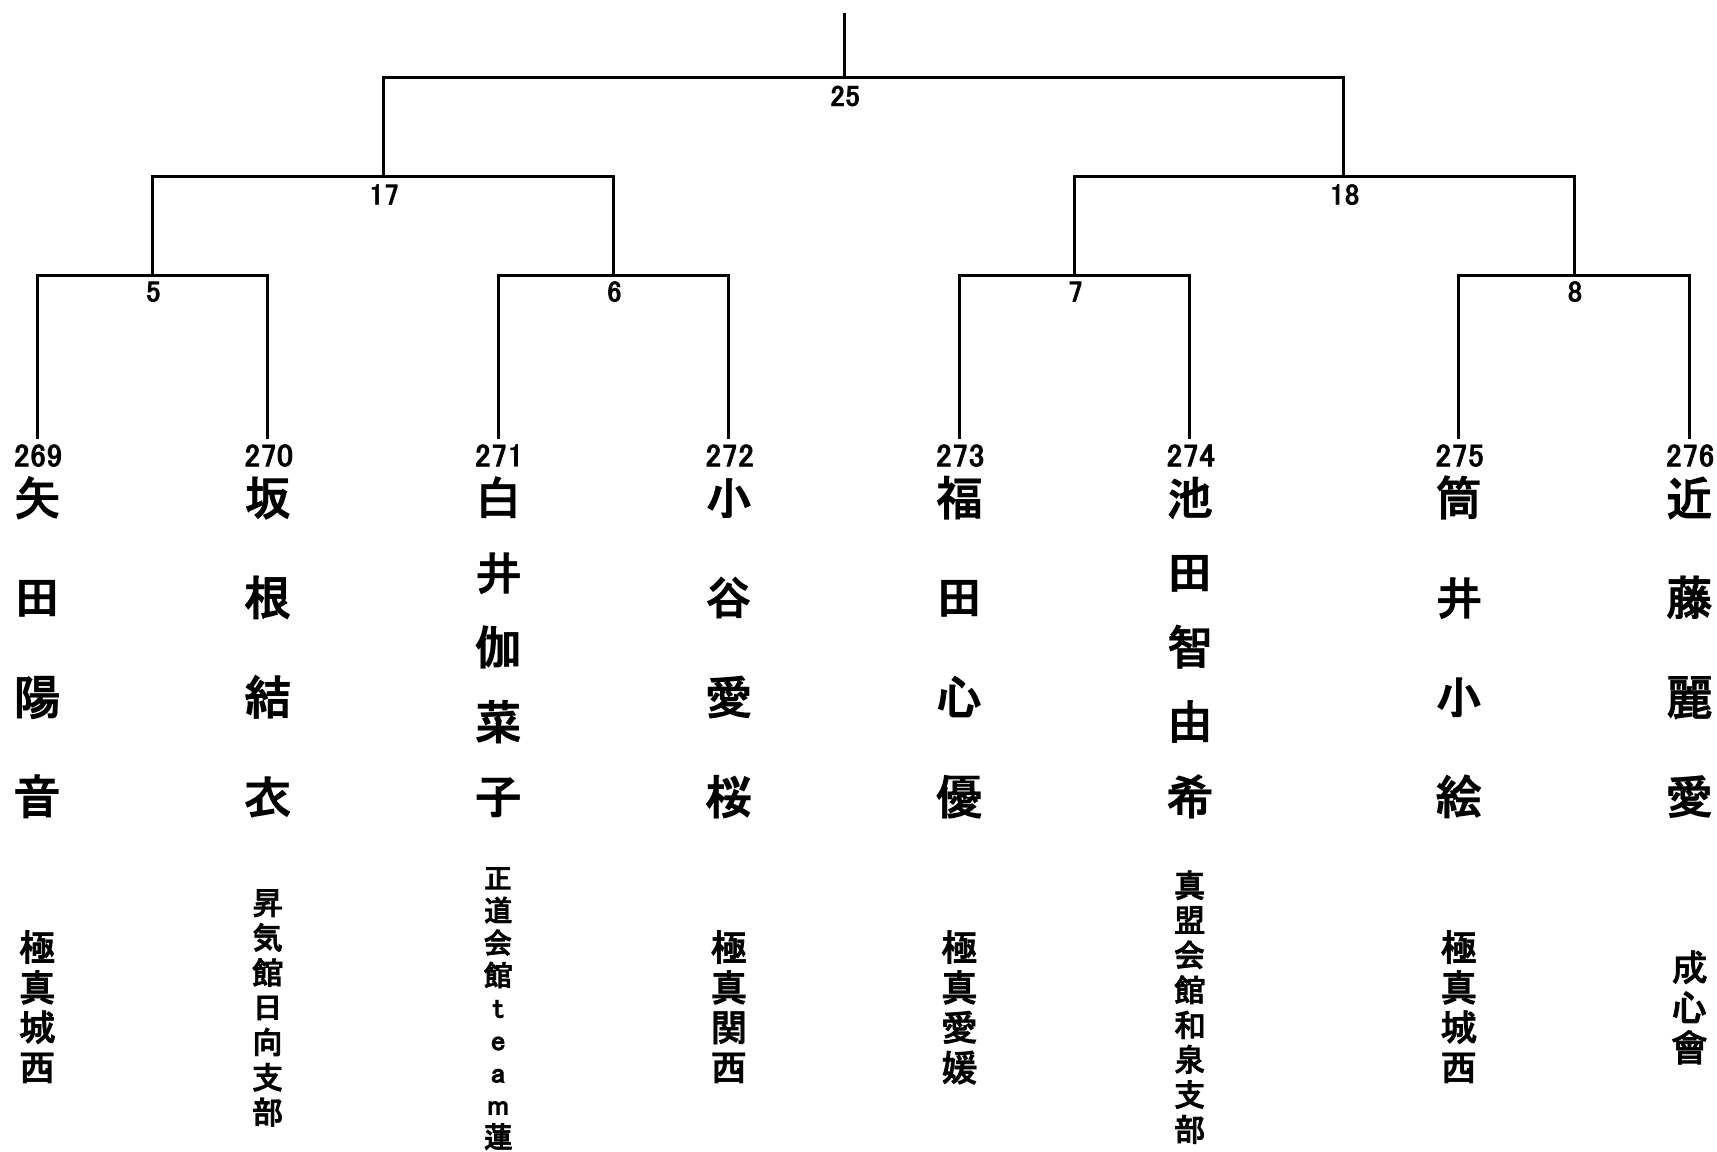 25
17
18
5
6
7
8
269
矢田陽音
極真城西
270
坂根結衣
昇気館日向支部
271
白井伽菜子
正道会館team蓮
272
小谷愛桜
極真関西
273
福田心優
極真愛媛
274
池田智由希
真盟会館和泉支部
275
筒井小絵
極真城西
276
近藤麗愛
成心會